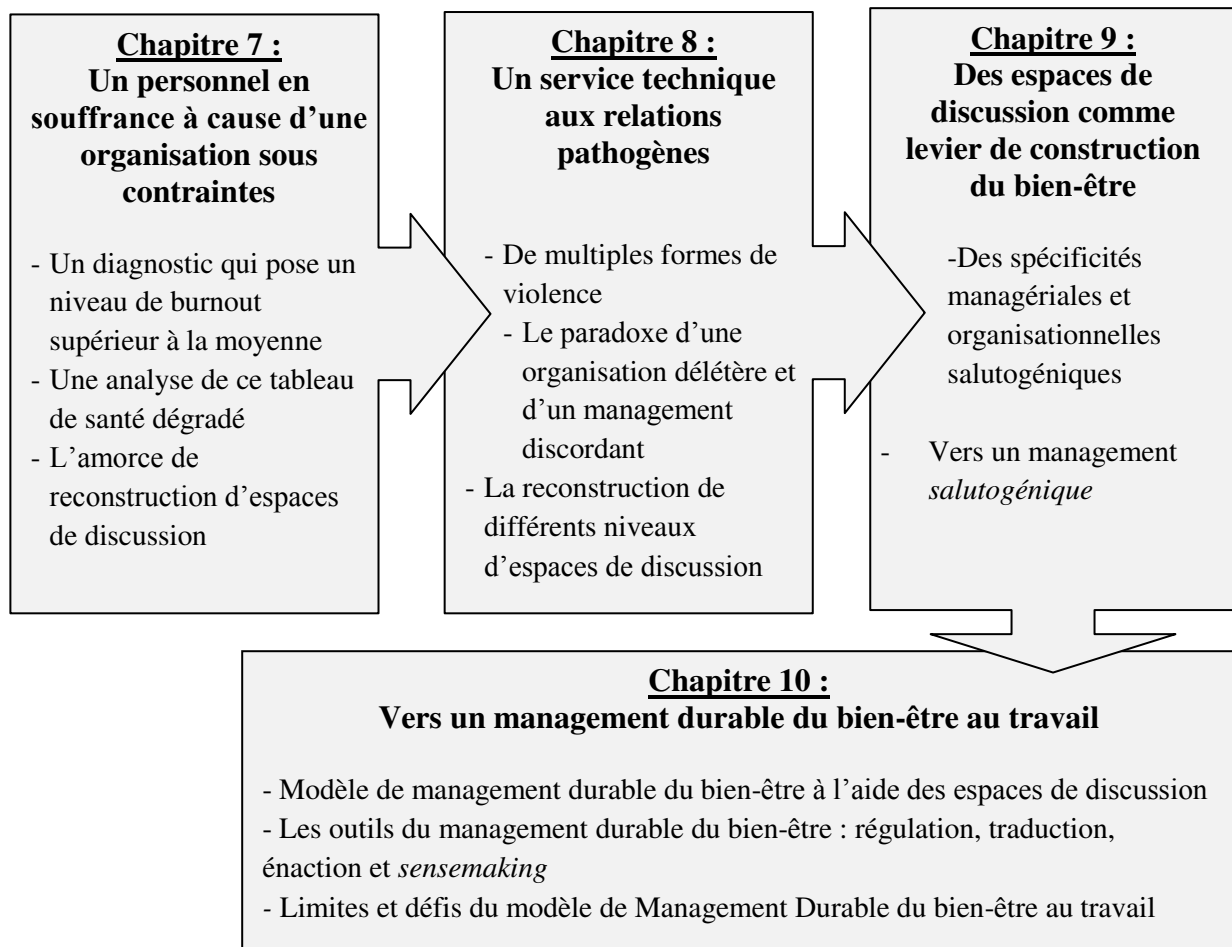 Chapitre 7 :
Un personnel en
souffrance à cause d’une
organisation sous
contraintes
- Un diagnostic qui pose un
niveau de burnout
supérieur à la moyenne
- Une analyse de ce tableau
de santé dégradé
- L’amorce de
reconstruction d’espaces
de discussion
Chapitre 8 :
Un service technique
aux relations
pathogènes
- De multiples formes de
violence
- Le paradoxe d’une
organisation délétère et
d’un management
discordant
- La reconstruction de
différents niveaux
d’espaces de discussion
Chapitre 9 :
Des espaces de
discussion comme
levier de construction
du bien-être
-Des spécificités
managériales et
organisationnelles
salutogéniques
- Vers un management
salutogénique
Chapitre 10 :
Vers un management durable du bien-être au travail
- Modèle de management durable du bien-être à l’aide des espaces de discussion
- Les outils du management durable du bien-être : régulation, traduction,
énaction et sensemaking
- Limites et défis du modèle de Management Durable du bien-être au travail